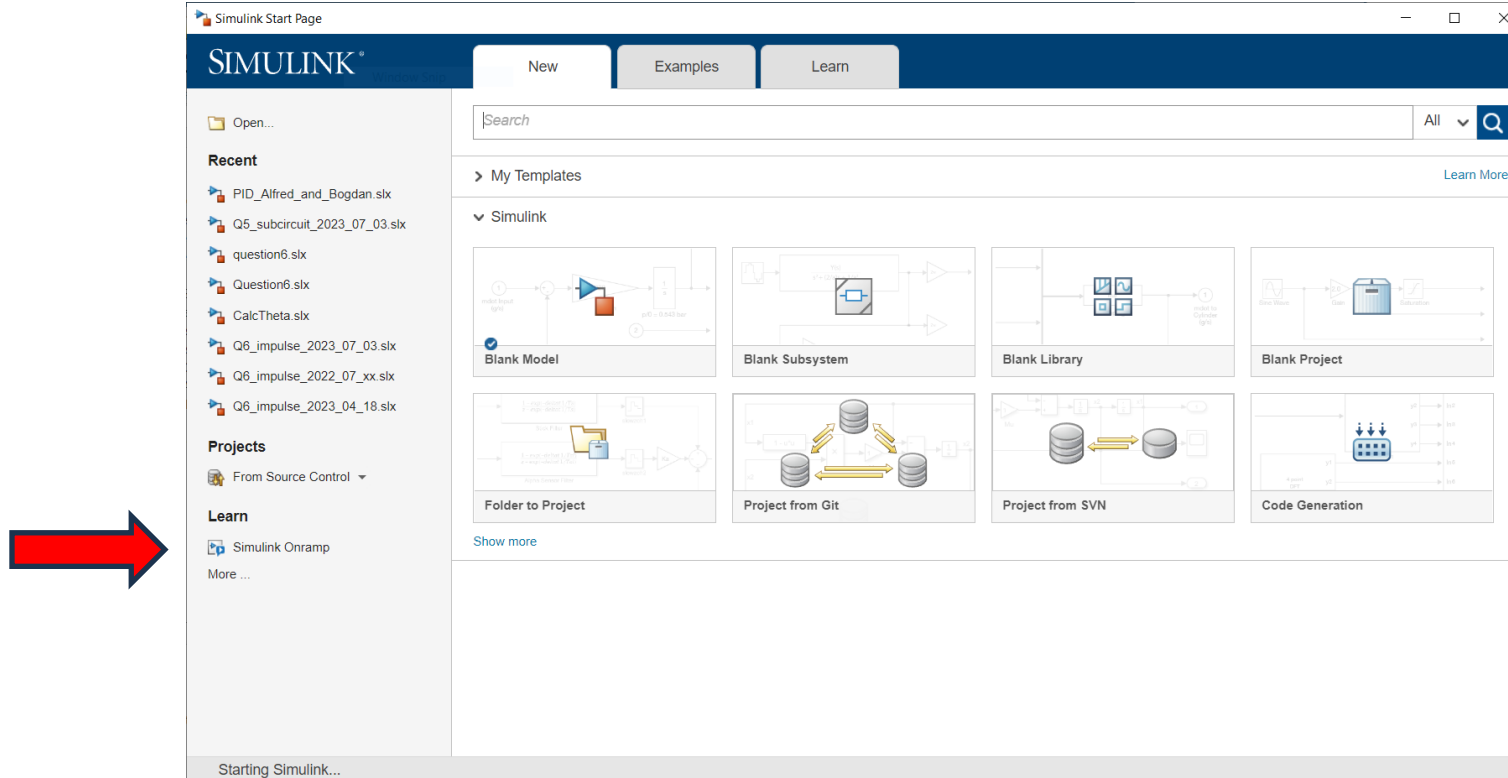 Simulink Start Page
SIMULINK®
New
Examples
Learn
Open...
Recent
PID_Alfred_and_Bogdan.slx
Q5_subcircuit_2023_07_03.slx
question6.slx
Question6.slx
CalcTheta.slx
Q6_impulse_2023_07_03.slx
Q6_impulse_2022_07_xx.slx
Q6_impulse_2023_04_18.slx
Projects
From Source Control
Learn
Simulink Onramp
More ...
Search
All
My Templates
Learn More
Simulink
Blank Model
Blank Subsystem
Blank Library
Blank Project
Folder to Project
Project from Git
Project from SVN
Code Generation
Show more
Starting Simulink...